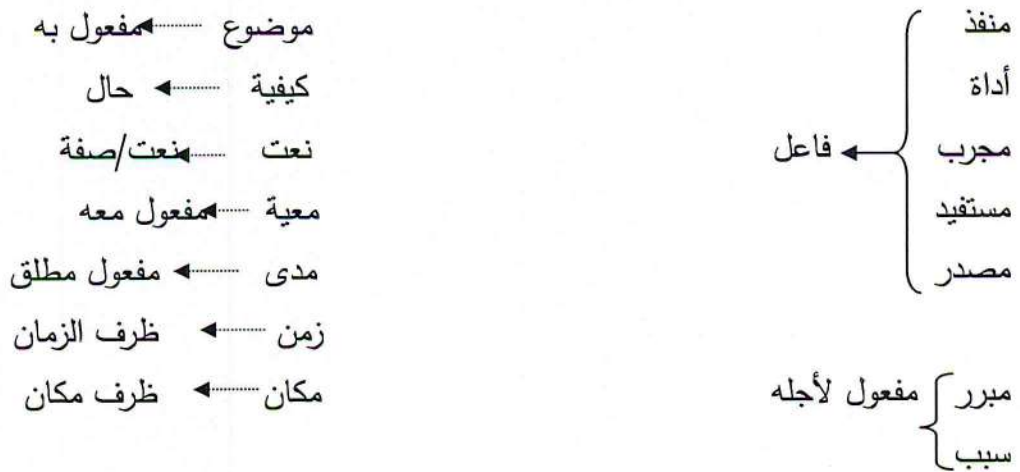 منفذ
أداة
مجرب
مستفيد
مصدر
فاعل
مبرر
سبب
مفعول لأجله
موضوع مفعول به
كيفية حال
نعت نعت/صفة
معية مفعول معه
مدى مفعول مطلق
زمن ظرف الزمان
مكان ظرف مكان